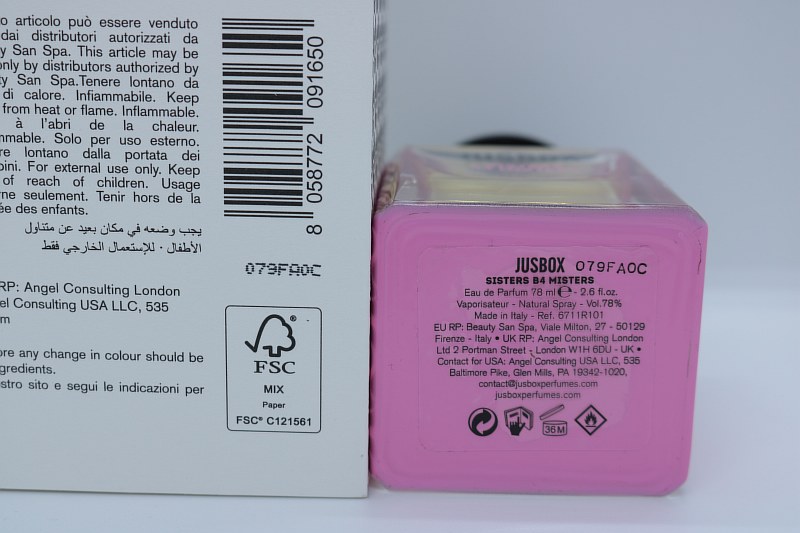 o articolo può essere venduto
dai distributori autorizzati da
y San Spa. This article may be
only by distributors authorized by
ty San Spa.Tenere lontano da
di calore. Infiammabile. Keep
from heat or flame. Inflammable.
à l'abri de la chaleur.
mmable. Solo per uso esterno.
re lontano dalla portata dei
bini. For external use only. Keep
of reach of children. Usage
rne seulement. Tenir hors de la
ée des enfants.
يجب وضعه في مكان بعيد عن متناول
الأطفال · للإستعمال الخارجي فقط
RP: Angel Consulting London
el Consulting USA LLC, 535
m
ore any change in colour should be
gredients.
stro sito e segui le indicazioni per
8 058772 091650
079FA0C
FSC
MIX
Paper
FSC® C121561
JUSBOX 079FA0C
SISTERS B4 MISTERS
Eau de Parfum 78 ml ℮ - 2.6 fl.oz.
Vaporisateur - Natural Spray - Vol.78%
Made in Italy - Ref. 6711R101
EU RP: Beauty San Spa, Viale Milton, 27 - 50129
Firenze - Italy • UK RP: Angel Consulting London
Ltd 2 Portman Street - London W1H 6DU - UK •
Contact for USA: Angel Consulting USA LLC, 535
Baltimore Pike, Glen Mills, PA 19342-1020,
contact@jusboxperfumes.com
jusboxperfumes.com
36M